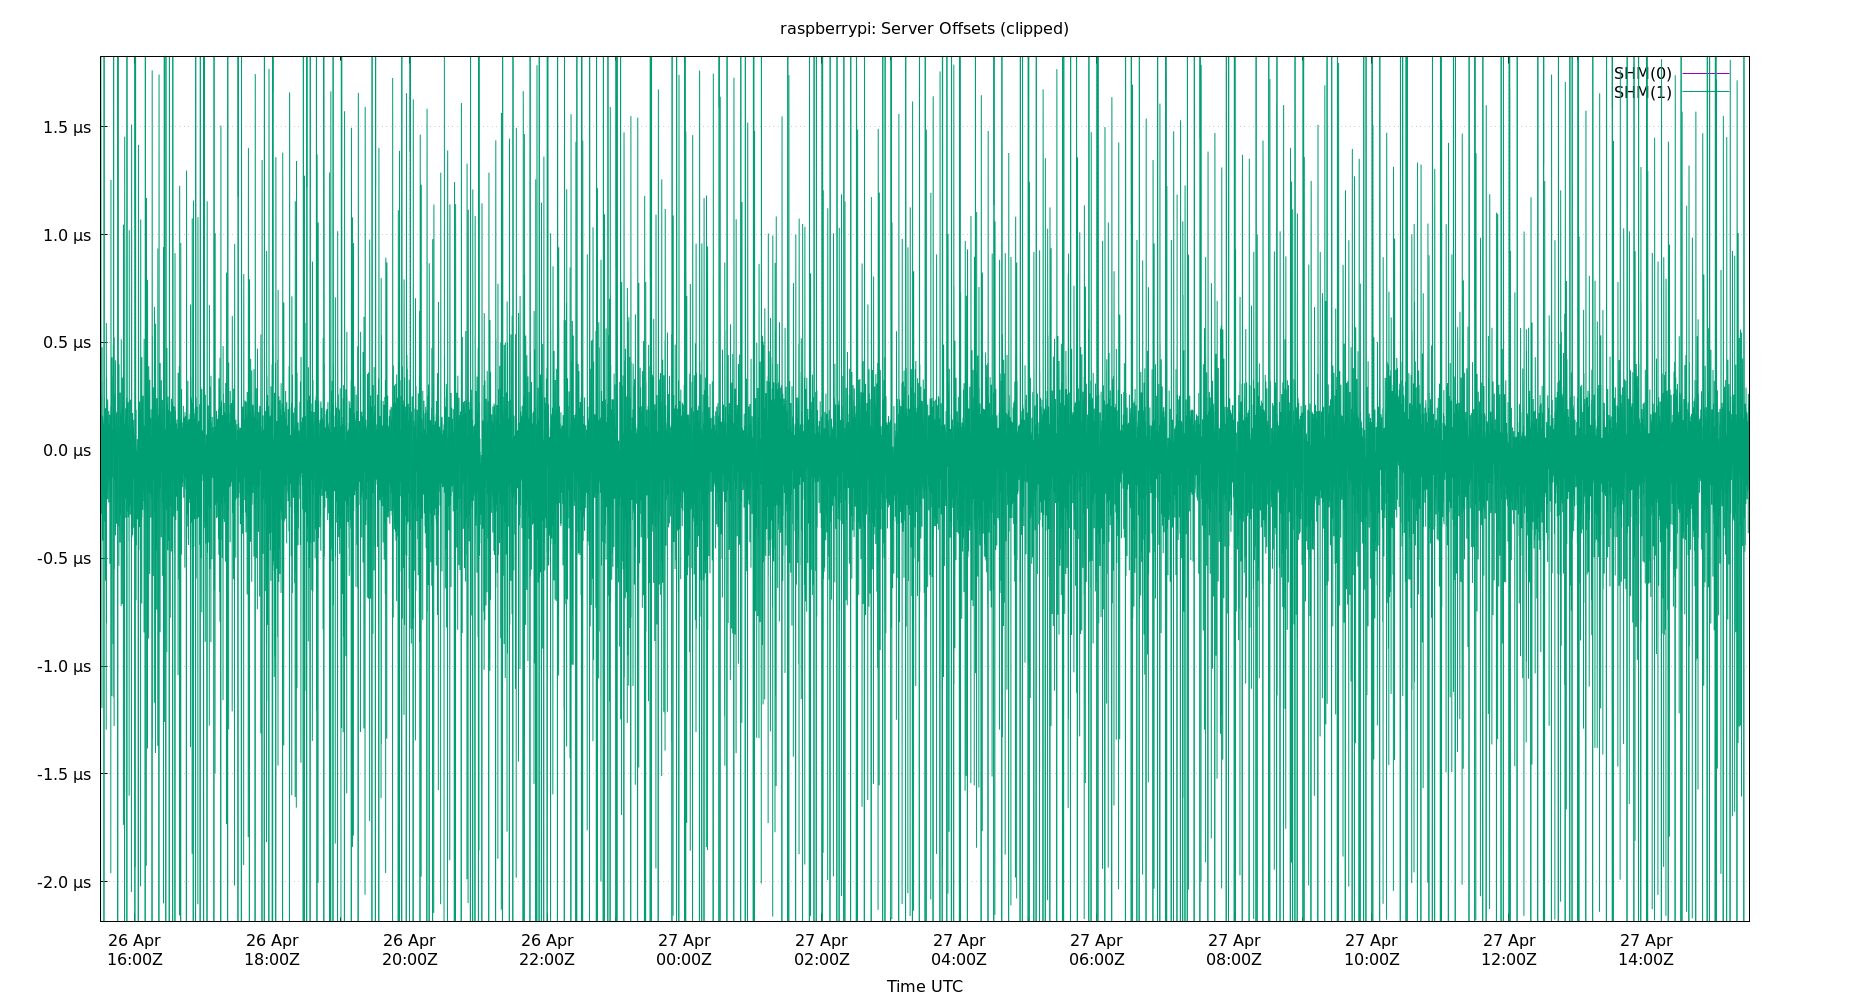 raspberrypi: Server Offsets (clipped)
SHM(0)
SHM(1)
1.5 µs
1.0 µs
0.5 µs
0.0 µs
-0.5 µs
-1.0 µs
-1.5 µs
-2.0 µs
26 Apr 26 Apr 26 Apr 26 Apr 27 Apr 27 Apr 27 Apr 27 Apr 27 Apr 27 Apr 27 Apr 27 Apr
16:00Z 18:00Z 20:00Z 22:00Z 00:00Z 02:00Z 04:00Z 06:00Z 08:00Z 10:00Z 12:00Z 14:00Z
Time UTC